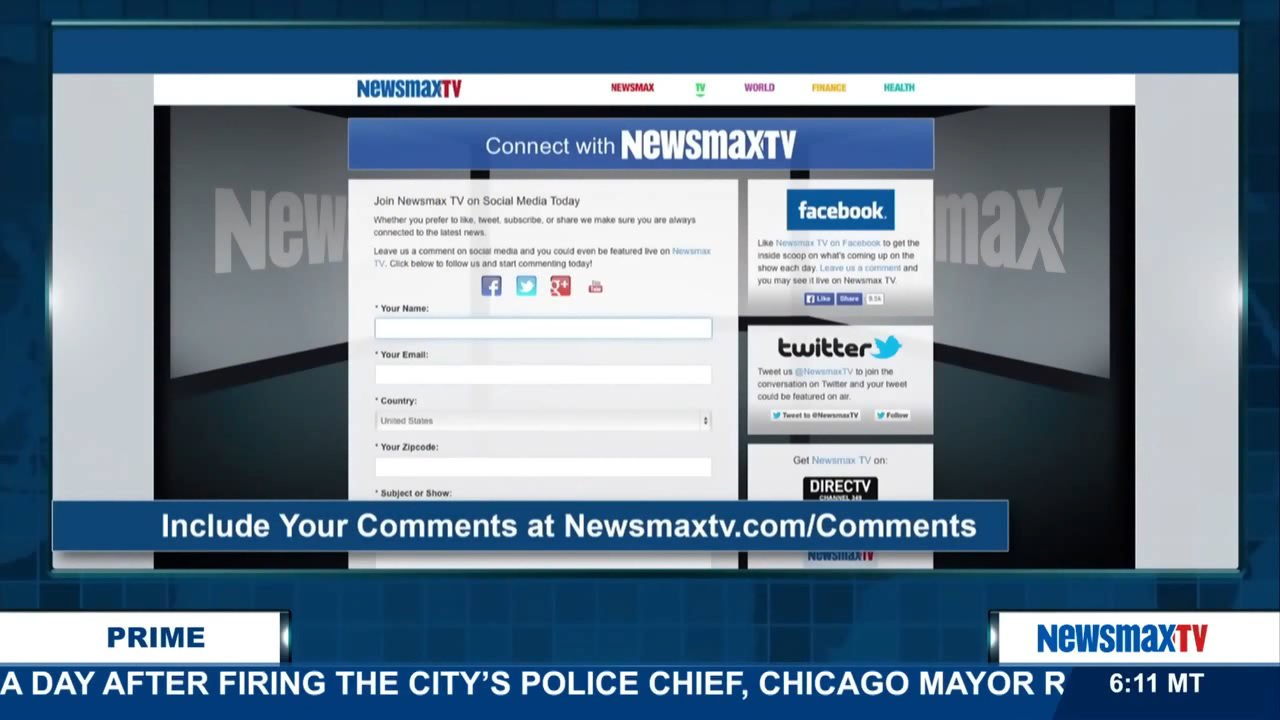 NEWSMAXTV
NEWSMAX TV WORLD FINANCE HEALTH
Connect with NEWSMAXTV
Join Newsmax TV on Social Media Today
Whether you prefer to like, tweet, subscribe, or share we make sure you are always
connected to the latest news.
Leave us a comment on social media and you could even be featured live on Newsmax
TV. Click below to follow us and start commenting today!
* Your Name:
* Your Email:
* Country:
United States
* Your Zipcode:
* Subject or Show:
facebook.
Like Newsmax TV on Facebook to get the
inside scoop on what's coming up on the
show each day. Leave us a comment and
you may see it live on Newsmax TV.
Like Share 9.5k
twitter
Tweet us @NewsmaxTV to join the
conversation on Twitter and your tweet
could be featured on air.
Tweet to @NewsmaxTV Follow
Get Newsmax TV on:
DIRECTV
CHANNEL 349
NEWSMAXTV
New
max
Include Your Comments at Newsmaxtv.com/Comments
PRIME
NEWSMAXTV
A DAY AFTER FIRING THE CITY'S POLICE CHIEF, CHICAGO MAYOR R
6:11 MT